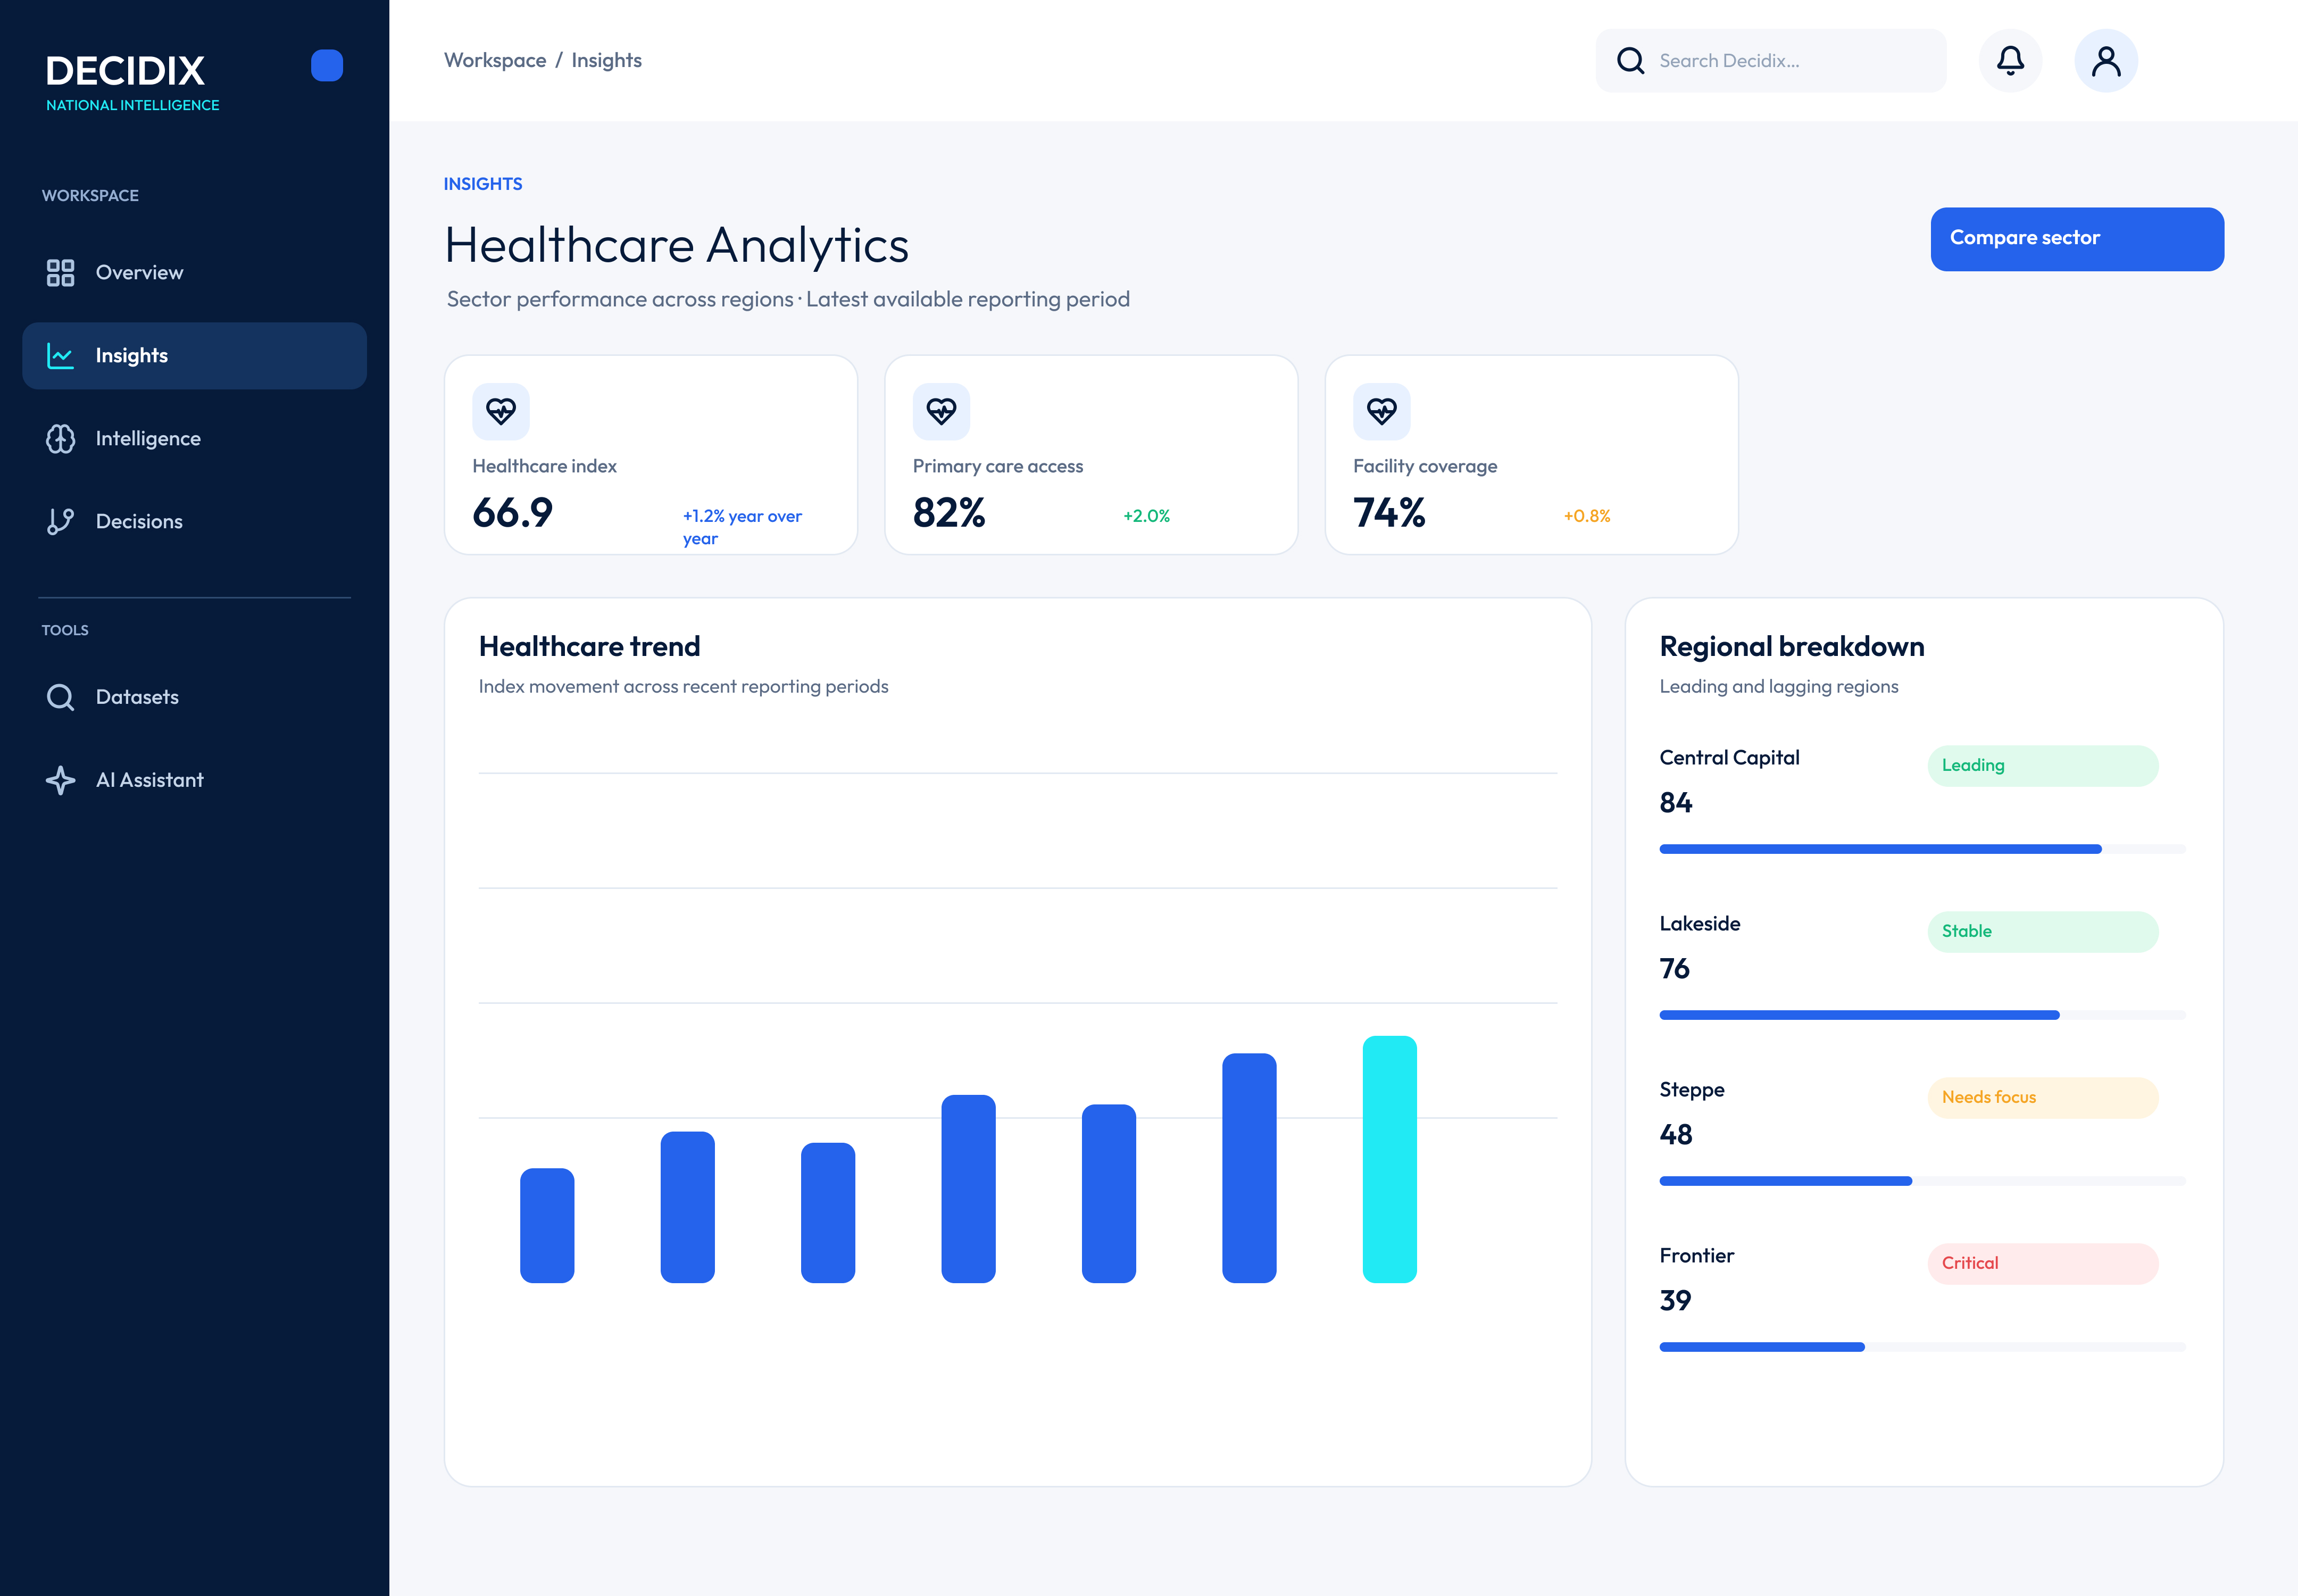 DECIDIX
NATIONAL INTELLIGENCE
WORKSPACE
Overview
Insights
Intelligence
Decisions
TOOLS
Datasets
AI Assistant
Workspace / Insights
Search Decidix...
INSIGHTS
Healthcare Analytics
Sector performance across regions · Latest available reporting period
Compare sector
Healthcare index
66.9
+1.2% year over
year
Primary care access
82%
+2.0%
Facility coverage
74%
+0.8%
Healthcare trend
Index movement across recent reporting periods
Regional breakdown
Leading and lagging regions
Central Capital
Leading
84
Lakeside
Stable
76
Steppe
Needs focus
48
Frontier
Critical
39